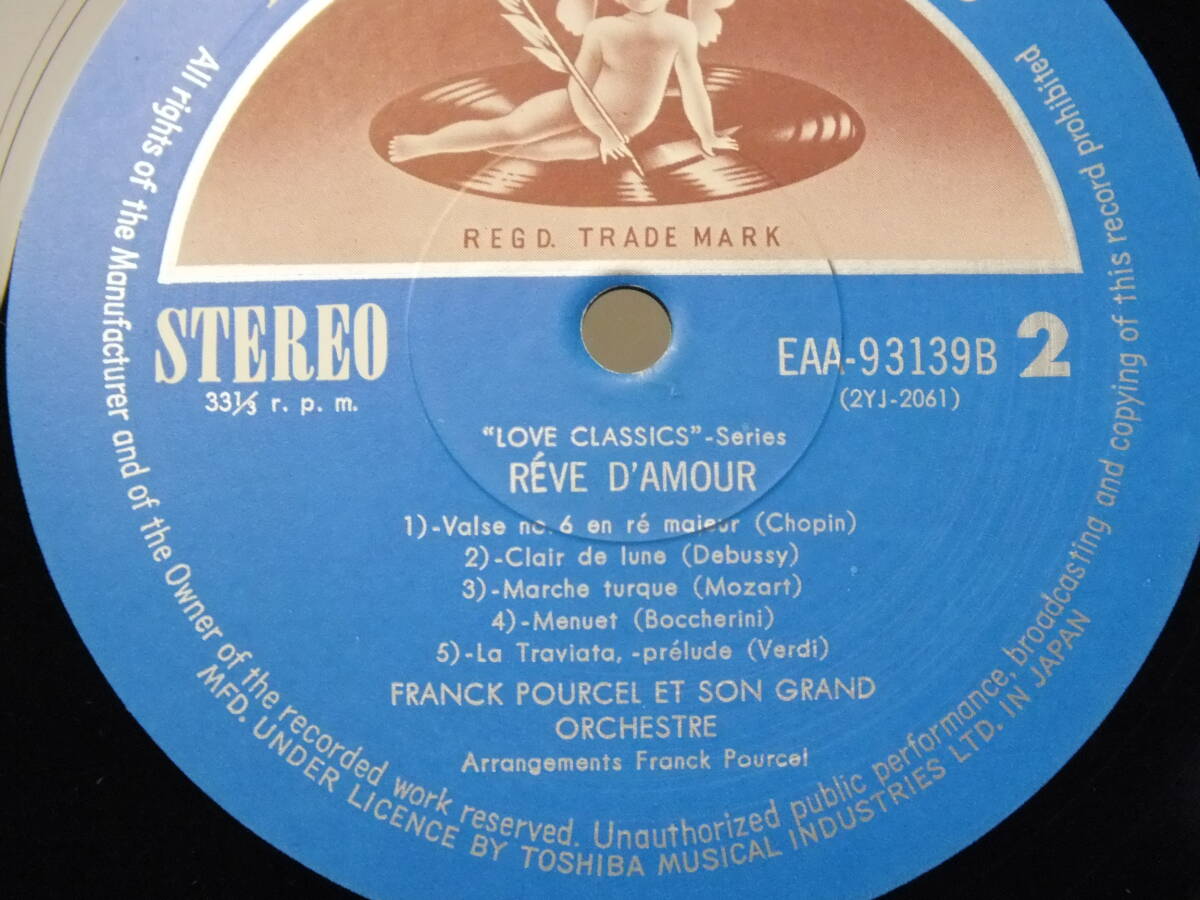 REGD. TRADE MARK
STEREO
33⅓ r. p. m.
EAA-93139B 2
(2YJ-2061)
"LOVE CLASSICS"-Series
RÉVE D'AMOUR
1)-Valse no. 6 en ré majeur (Chopin)
2)-Clair de lune (Debussy)
3)-Marche turque (Mozart)
4)-Menuet (Boccherini)
5)-La Traviata, -prélude (Verdi)
FRANCK POURCEL ET SON GRAND
ORCHESTRE
Arrangements Franck Pourcel
All rights of the Manufacturer and of the Owner of the recorded work reserved. Unauthorized public performance, broadcasting and copying of this record prohibited
MFD. UNDER LICENCE BY TOSHIBA MUSICAL INDUSTRIES LTD. IN JAPAN